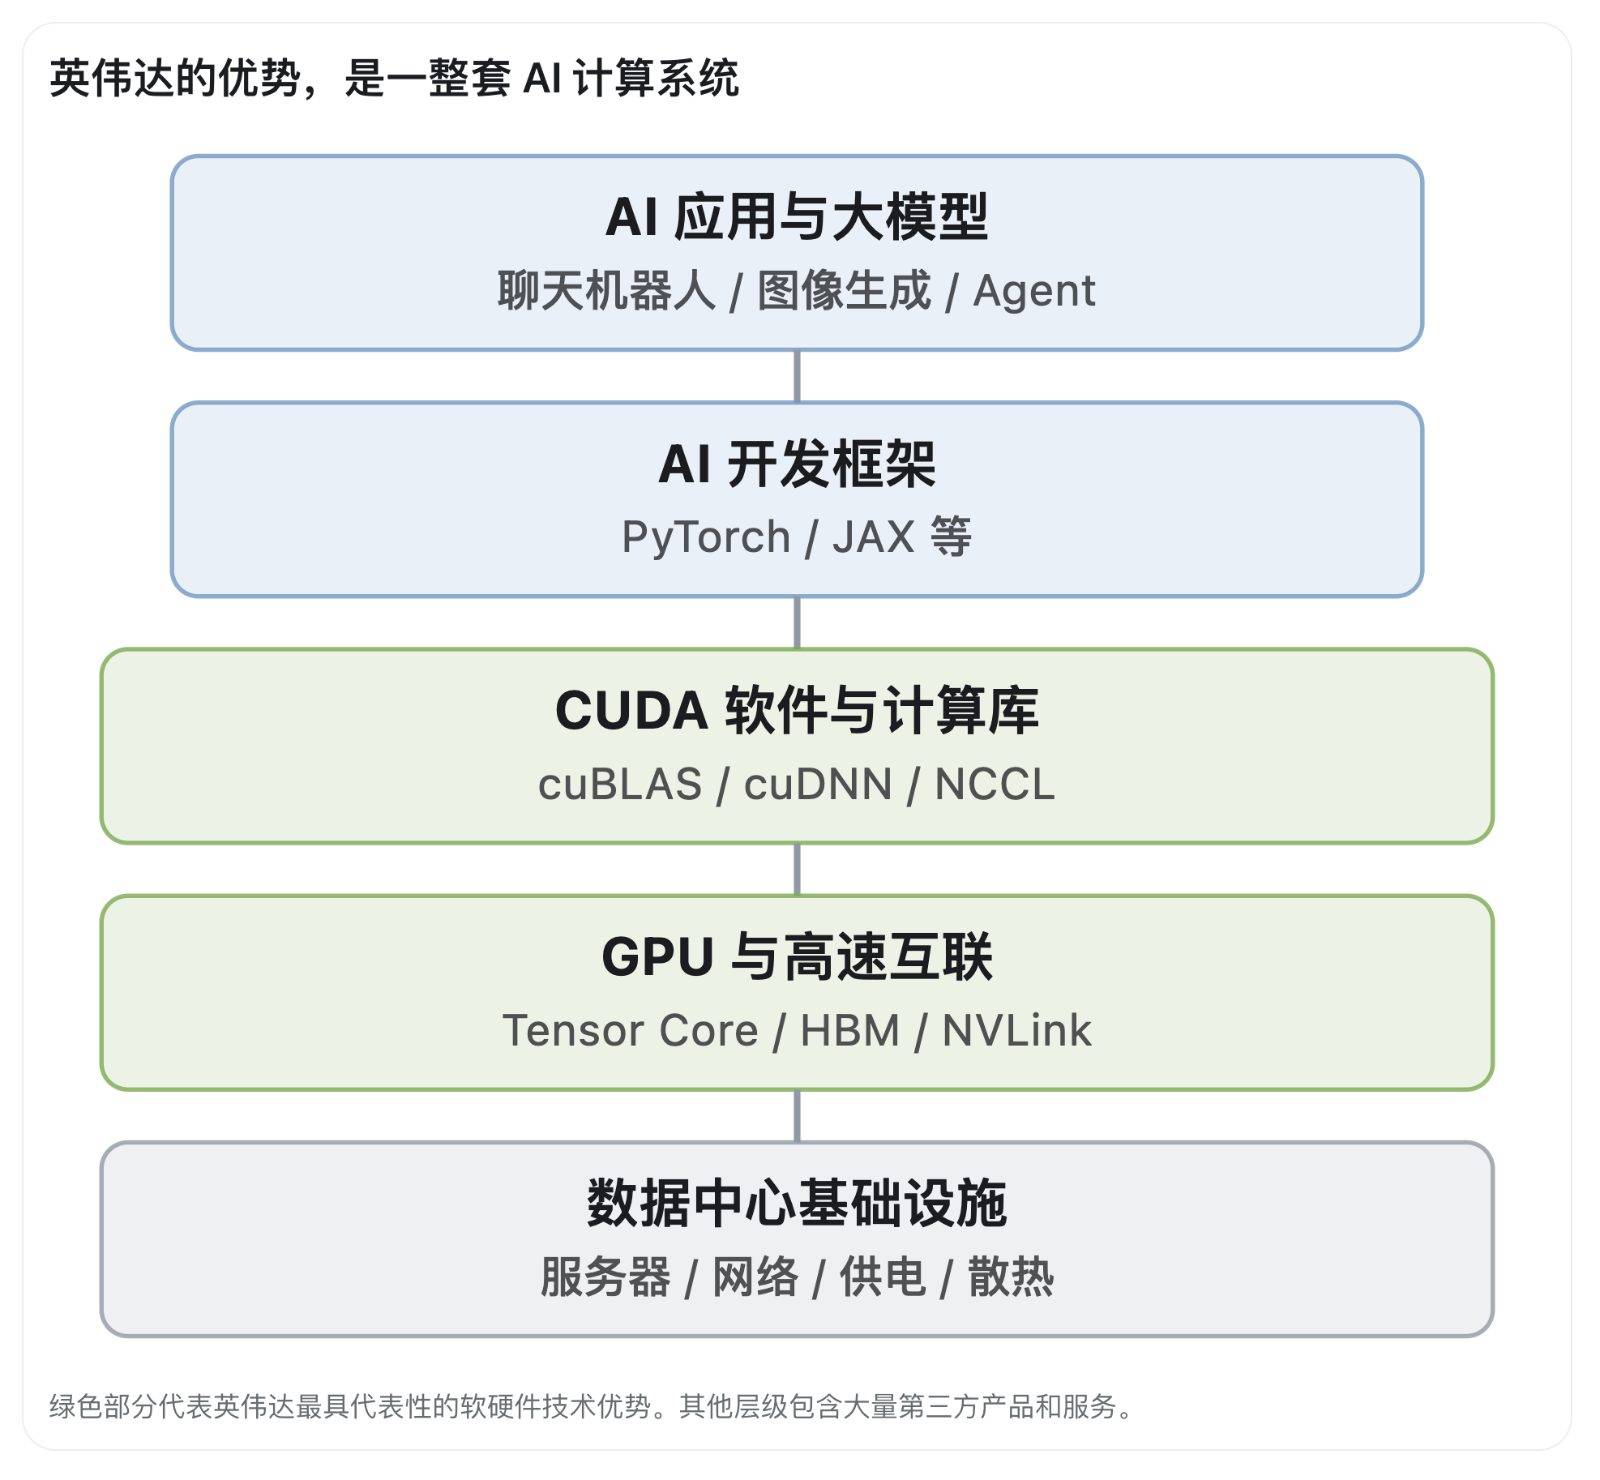 英伟达的优势，是一整套 AI 计算系统
AI 应用与大模型
聊天机器人 / 图像生成 / Agent
AI 开发框架
PyTorch / JAX 等
CUDA 软件与计算库
cuBLAS / cuDNN / NCCL
GPU 与高速互联
Tensor Core / HBM / NVLink
数据中心基础设施
服务器 / 网络 / 供电 / 散热
绿色部分代表英伟达最具代表性的软硬件技术优势。其他层级包含大量第三方产品和服务。